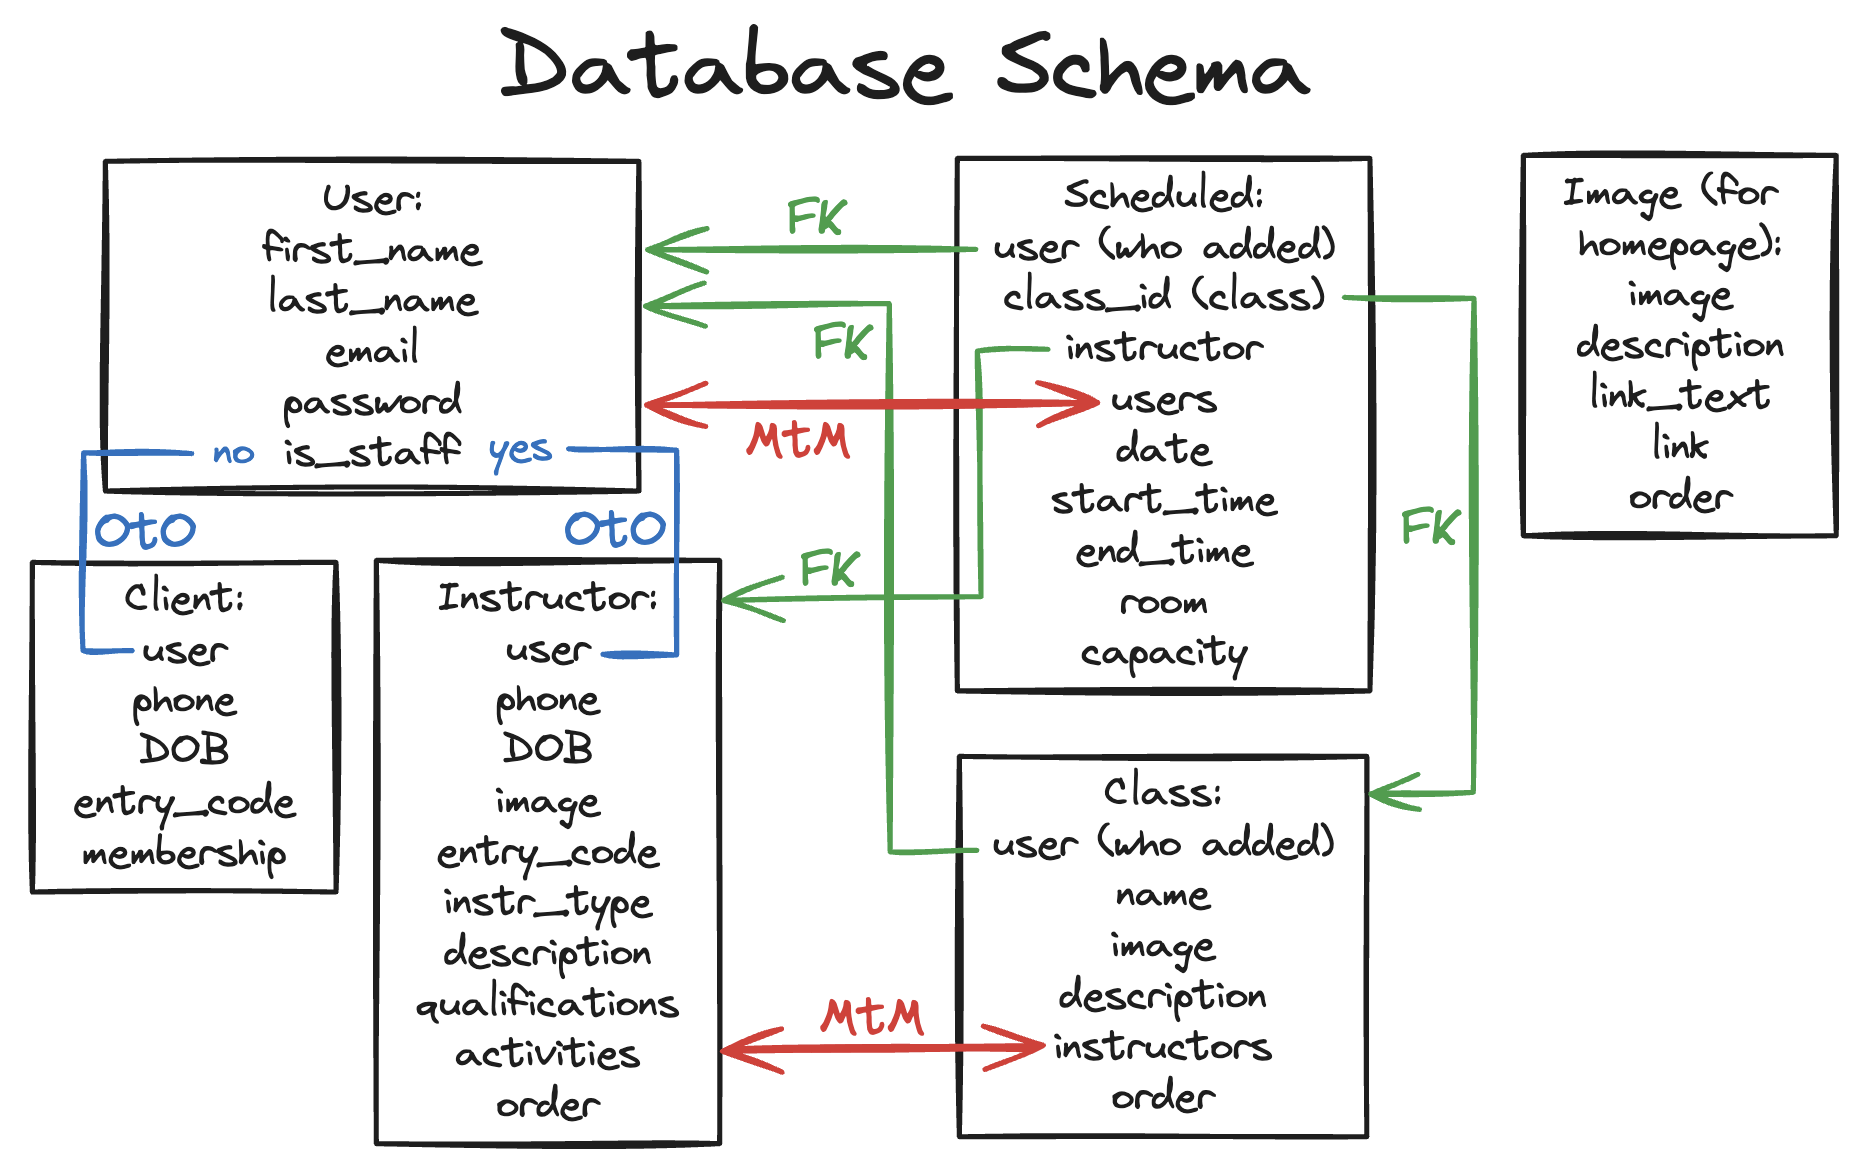 Database Schema
User:
first_name
last_name
email
password
no is_staff yes
OtO
OtO
Client:
user
phone
DOB
entry_code
membership
Instructor:
user
phone
DOB
image
entry_code
instr_type
description
qualifications
activities
order
FK
FK
MtM
FK
MtM
Scheduled:
user (who added)
class_id (class)
instructor
users
date
start_time
end_time
room
capacity
FK
Class:
user (who added)
name
image
description
instructors
order
Image (for
homepage):
image
description
link_text
link
order